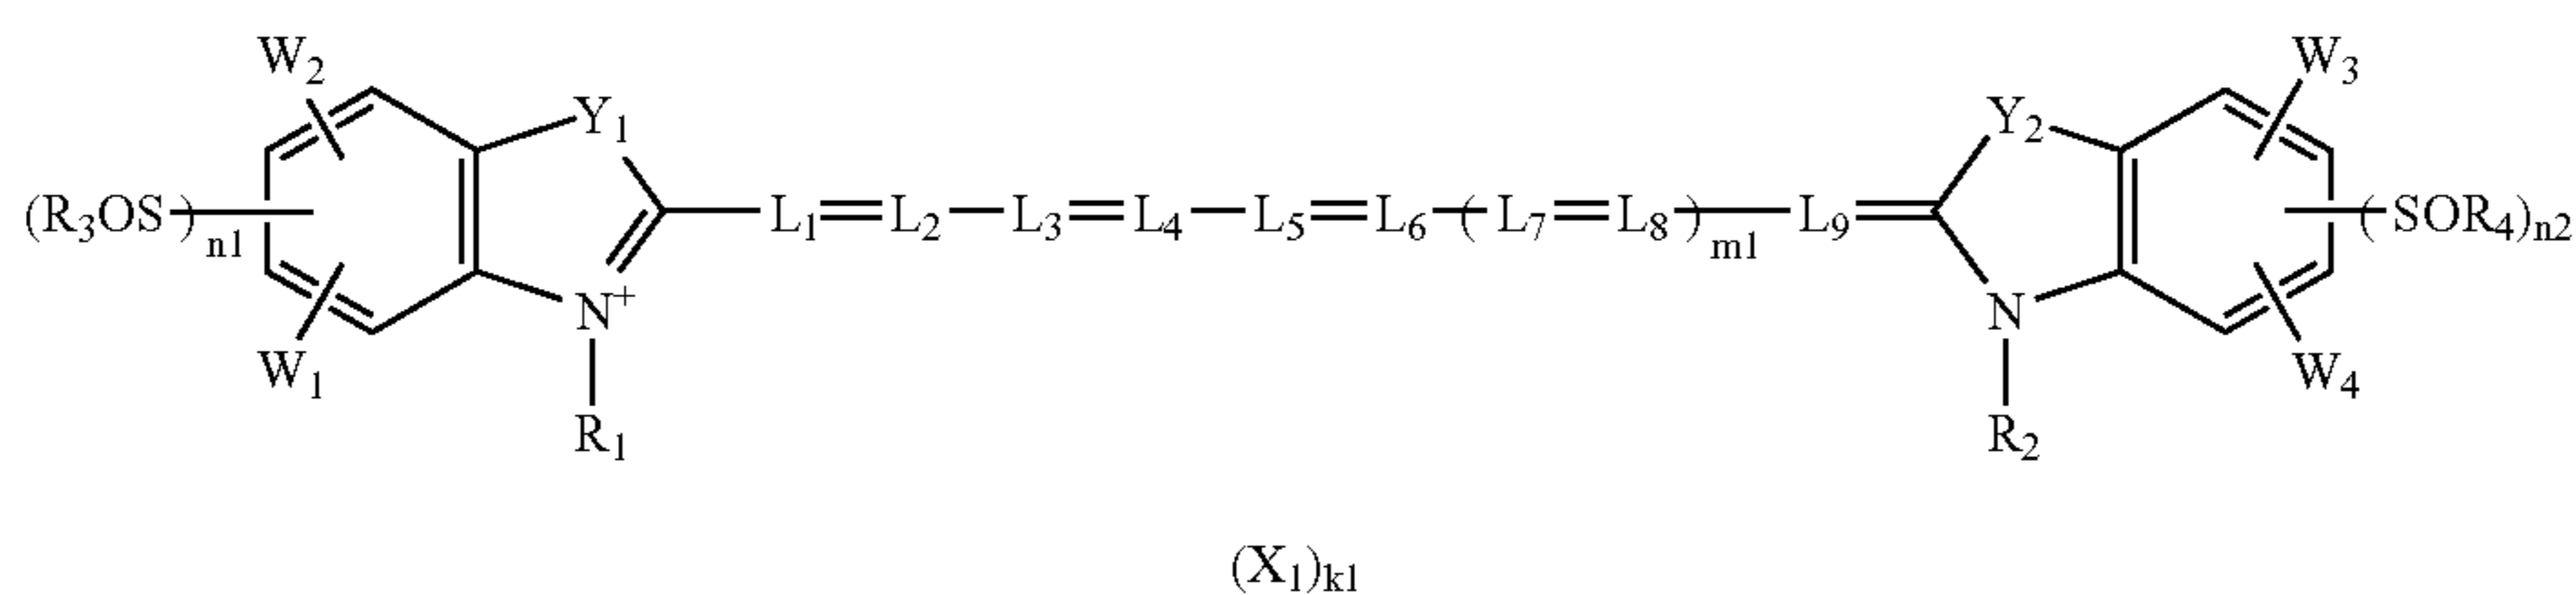 W₂ Y₁ Y₂ W₃
(R₃OS)n1 L₁=L₂—L₃=L₄—L₅=L₆—(L₇=L₈)m1—L₉= (SOR₄)n2
W₁ N⁺ N W₄
R₁ R₂
(X₁)k1